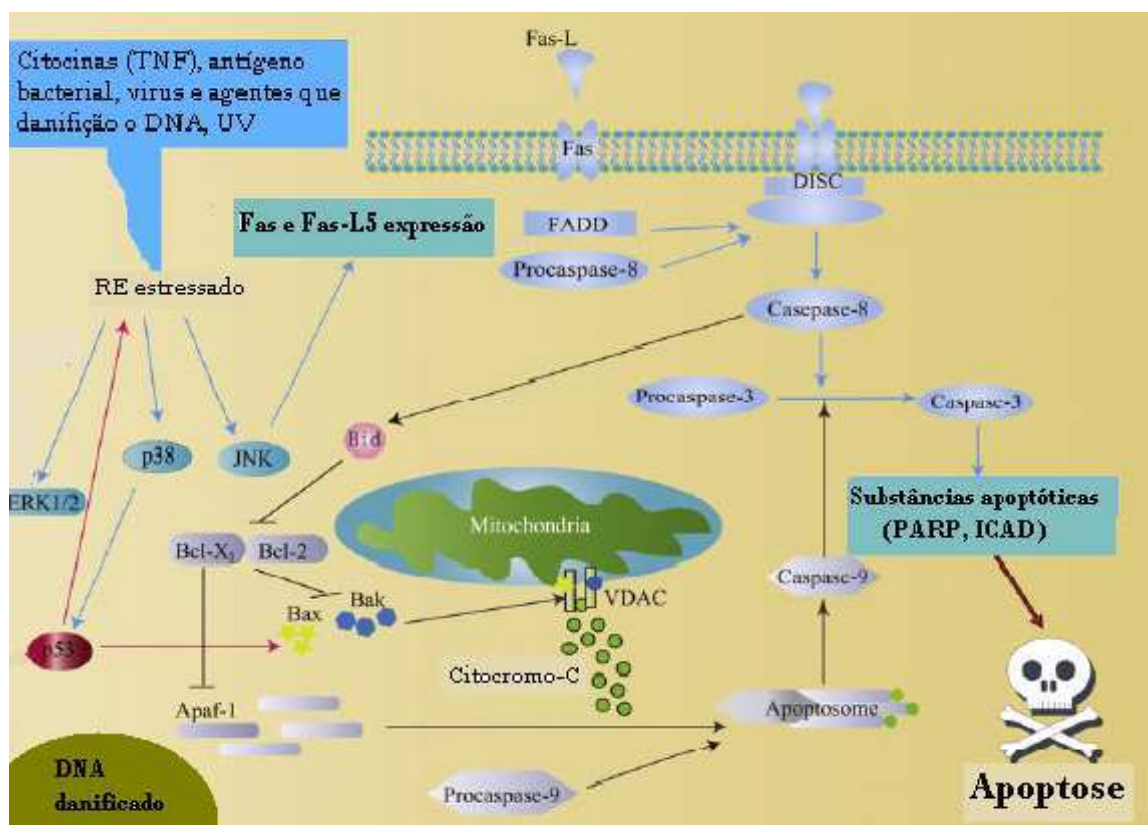 Citocinas (TNF), antígeno
bacterial, virus e agentes que
danifição o DNA, UV
Fas-L
Fas
DISC
Fas e Fas-L5 expressão
FADD
Procaspase-8
RE estressado
Casepase-8
Procaspase-3
Caspase-3
Bid
p38
JNK
ERK1/2
Mitochondria
Substâncias apoptóticas
(PARP, ICAD)
Bcl-X
Bcl-2
Caspase-9
VDAC
Bak
Bax
p53
Citocromo-C
Apaf-1
Apoptosome
DNA
danificado
Procaspase-9
Apoptose